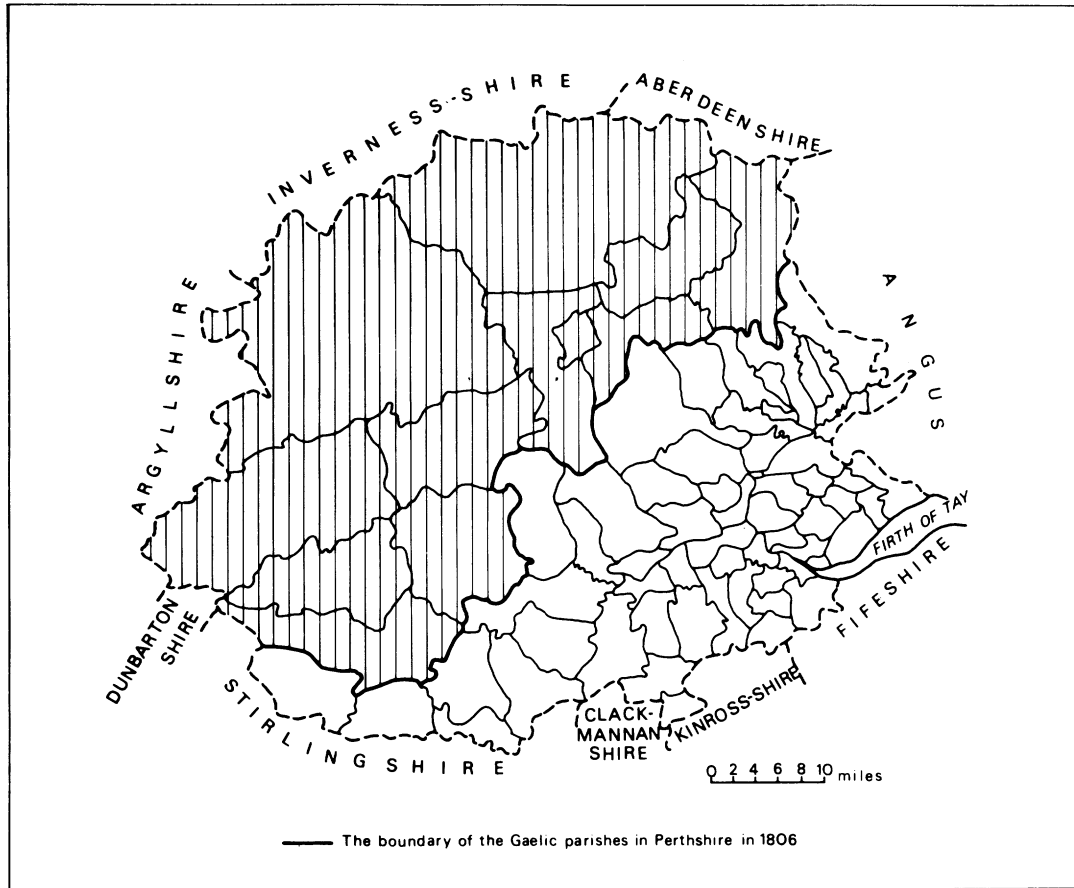 INVERNESS-SHIRE
ABERDEENSHIRE
ARGYLLSHIRE
ANGUS
FIRTH OF TAY
FIFESHIRE
DUNBARTON
SHIRE
STIRLINGSHIRE
CLACK-
MANNAN
SHIRE
KINROSS-SHIRE
0 2 4 6 8 10 miles
The boundary of the Gaelic parishes in Perthshire in 1806